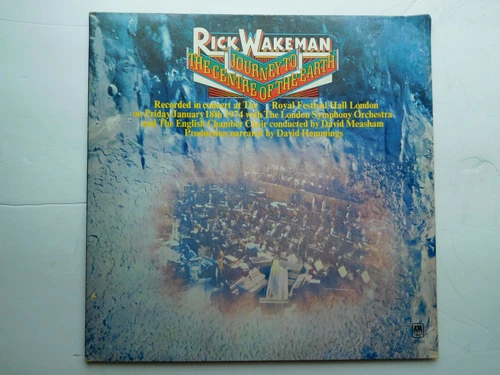 RICK WAKEMAN
JOURNEY TO
THE CENTRE OF THE EARTH
Recorded in concert at The Royal Festival Hall London
on Friday January 18th 1974 with The London Symphony Orchestra
and The English Chamber Choir conducted by David Measham
Production narrated by David Hemmings
A&M